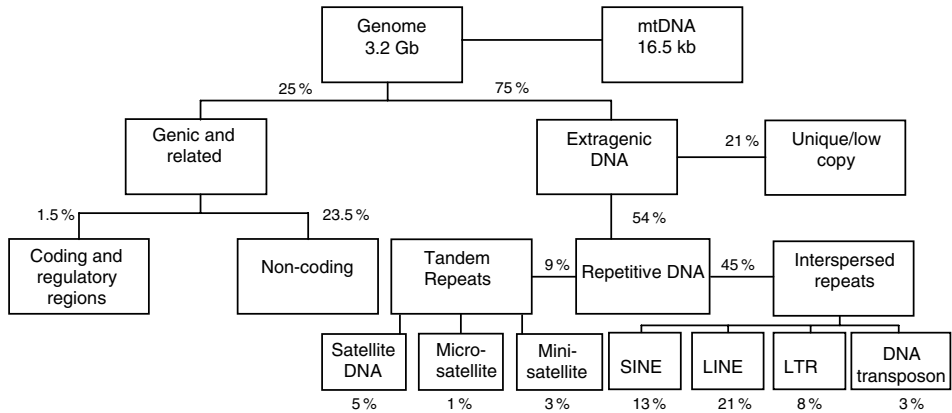 Genome
3.2 Gb
mtDNA
16.5 kb
25 %
75 %
Genic and
related
Extragenic
DNA
21 %
Unique/low
copy
1.5 %
23.5 %
54 %
Coding and
regulatory
regions
Non-coding
Tandem
Repeats
9 %
Repetitive DNA
45 %
Interspersed
repeats
Satellite
DNA
Micro-
satellite
Mini-
satellite
SINE
LINE
LTR
DNA
transposon
5 %
1 %
3 %
13 %
21 %
8 %
3 %